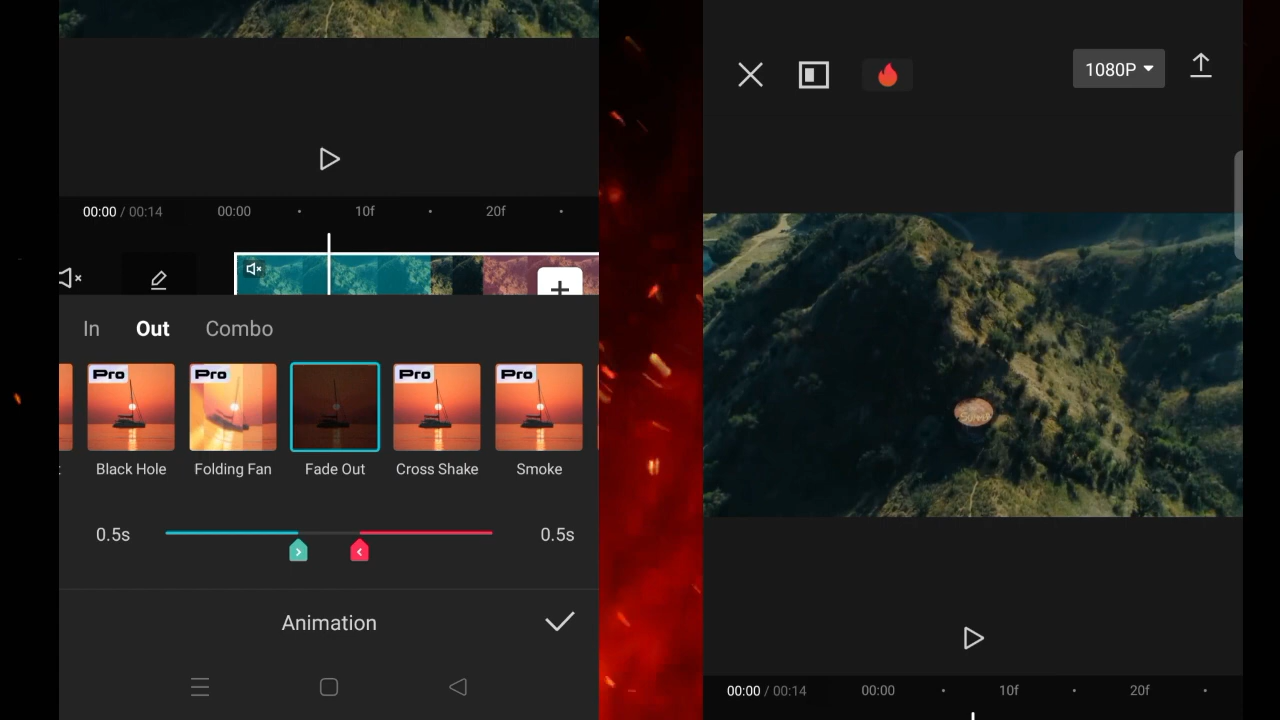 00:00 / 00:14 00:00 10f 20f
In Out Combo
Pro Pro Pro Pro
Black Hole Folding Fan Fade Out Cross Shake Smoke
0.5s 0.5s
Animation
1080P
00:00 / 00:14 00:00 10f 20f